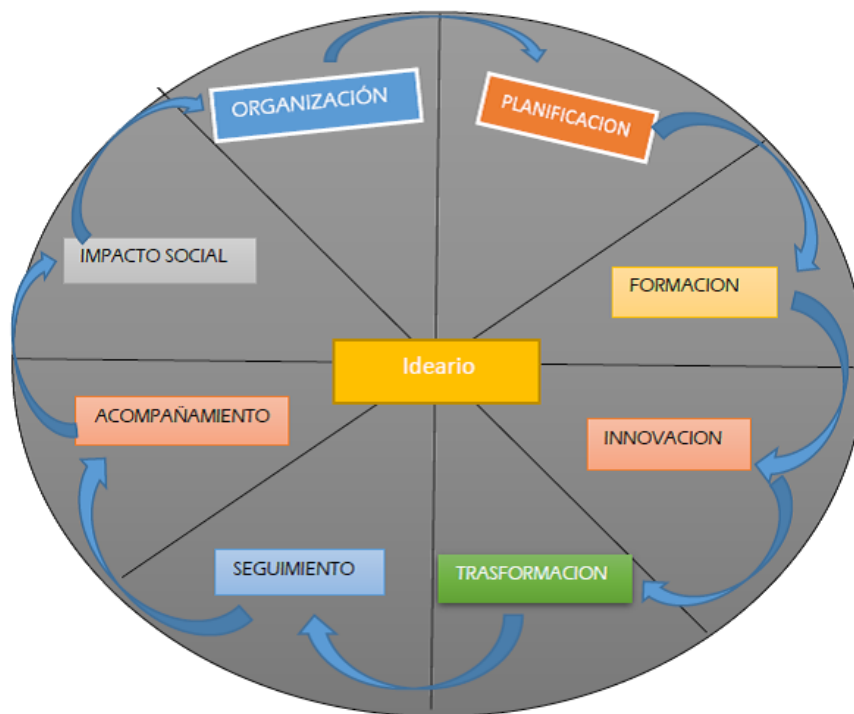 ORGANIZACIÓN
PLANIFICACION
IMPACTO SOCIAL
FORMACION
Ideario
ACOMPAÑAMIENTO
INNOVACION
SEGUIMIENTO
TRASFORMACION